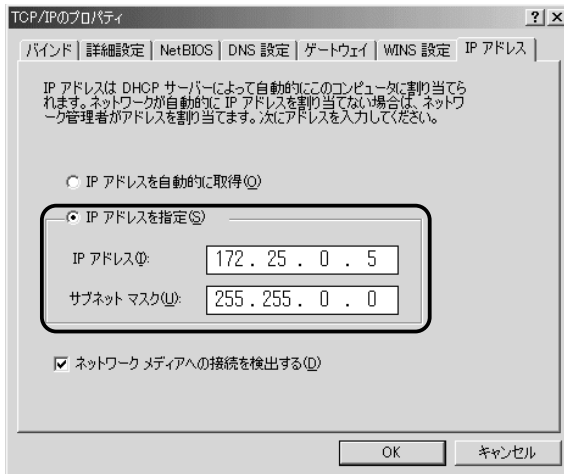 TCP/IPのプロパティ
バインド 詳細設定 NetBIOS DNS 設定 ゲートウェイ WINS 設定 IP アドレス
IP アドレスは DHCP サーバーによって自動的にこのコンピュータに割り当てら
れます。ネットワークが自動的に IP アドレスを割り当てない場合は、ネットワ
ーク管理者がアドレスを割り当てます。次にアドレスを入力してください。
IP アドレスを自動的に取得(O)
IP アドレスを指定(S)
IP アドレス(I): 172 . 25 . 0 . 5
サブネット マスク(U): 255 . 255 . 0 . 0
ネットワーク メディアへの接続を検出する(D)
OK キャンセル